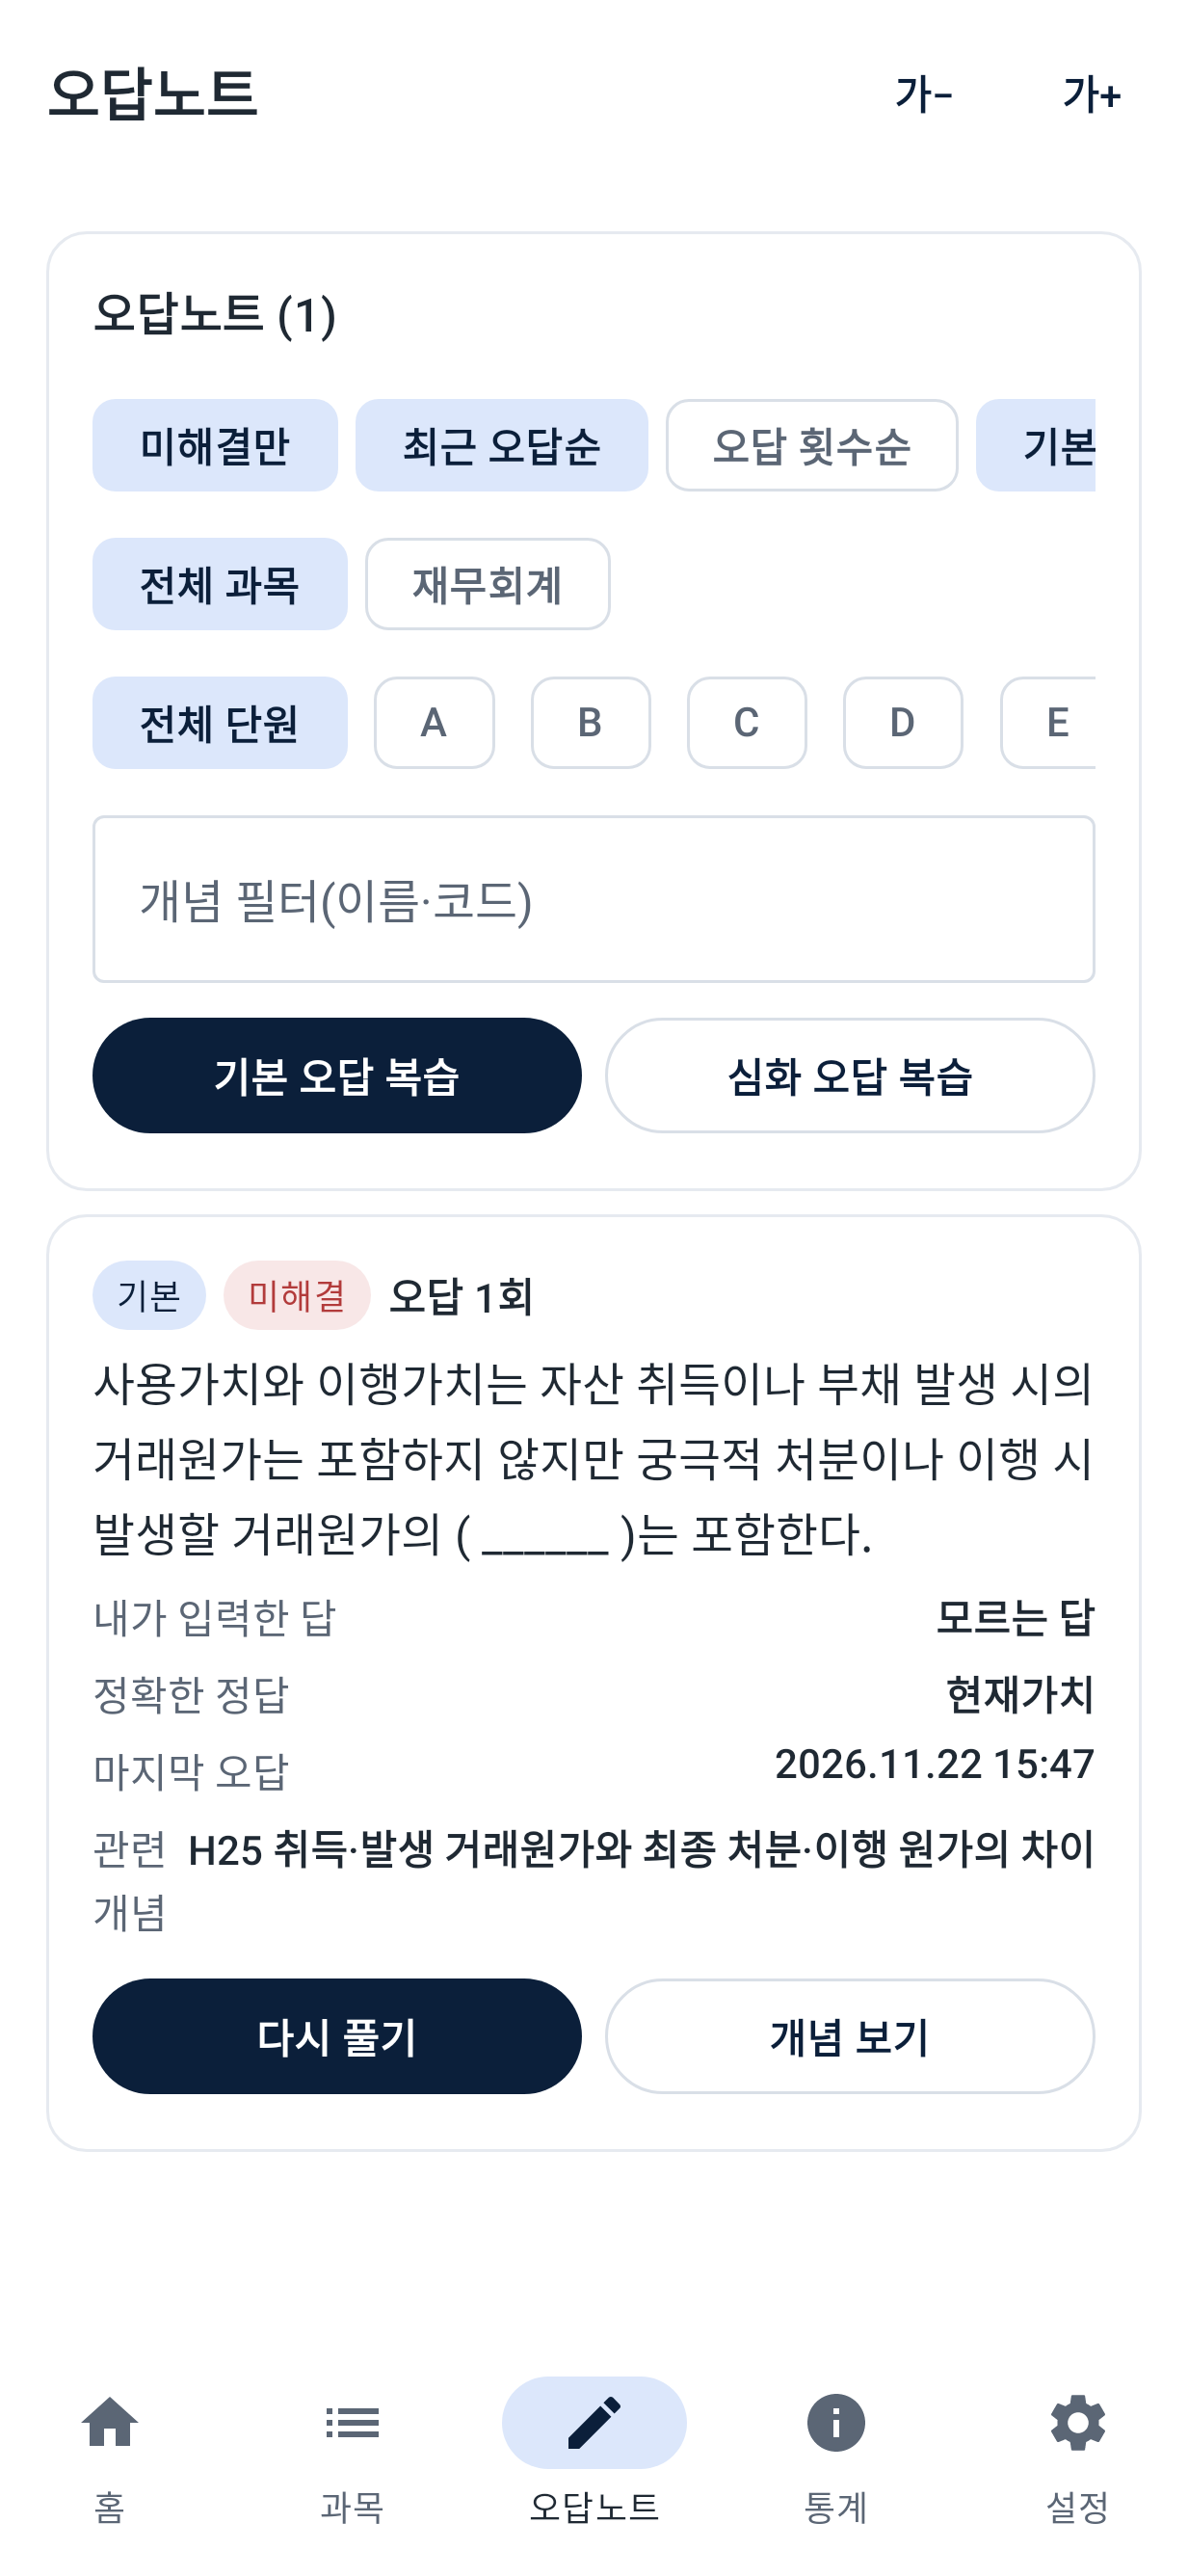 오답노트 가- 가+
오답노트 (1)
미해결만 최근 오답순 오답 횟수순 기본
전체 과목 재무회계
전체 단원 A B C D E
개념 필터(이름·코드)
기본 오답 복습 심화 오답 복습
기본 미해결 오답 1회
사용가치와 이행가치는 자산 취득이나 부채 발생 시의
거래원가는 포함하지 않지만 궁극적 처분이나 이행 시
발생할 거래원가의 ( ______ )는 포함한다.
내가 입력한 답 모르는 답
정확한 정답 현재가치
마지막 오답 2026.11.22 15:47
관련 H25 취득·발생 거래원가와 최종 처분·이행 원가의 차이
개념
다시 풀기 개념 보기
홈 과목 오답노트 통계 설정